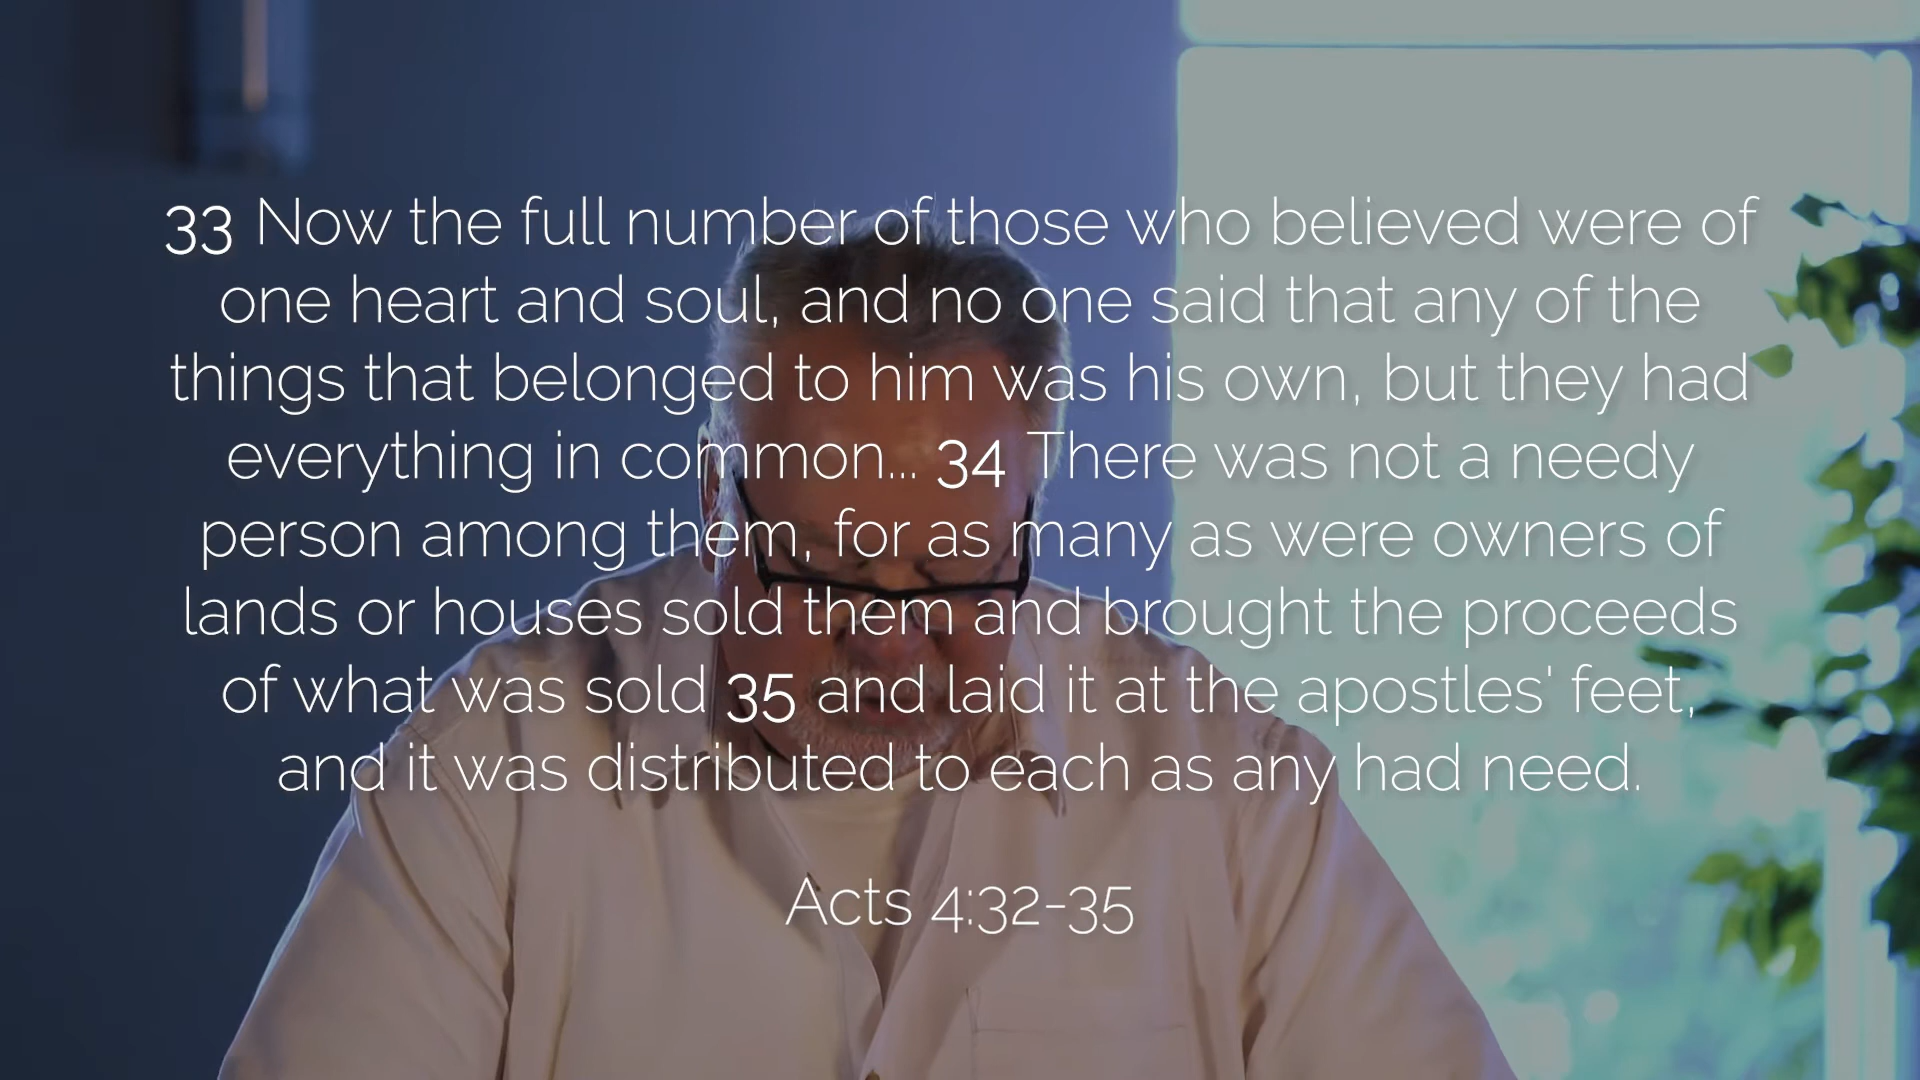 33 Now the full number of those who believed were of
one heart and soul, and no one said that any of the
things that belonged to him was his own, but they had
everything in common... 34 There was not a needy
person among them, for as many as were owners of
lands or houses sold them and brought the proceeds
of what was sold 35 and laid it at the apostles' feet,
and it was distributed to each as any had need.
Acts 4:32-35